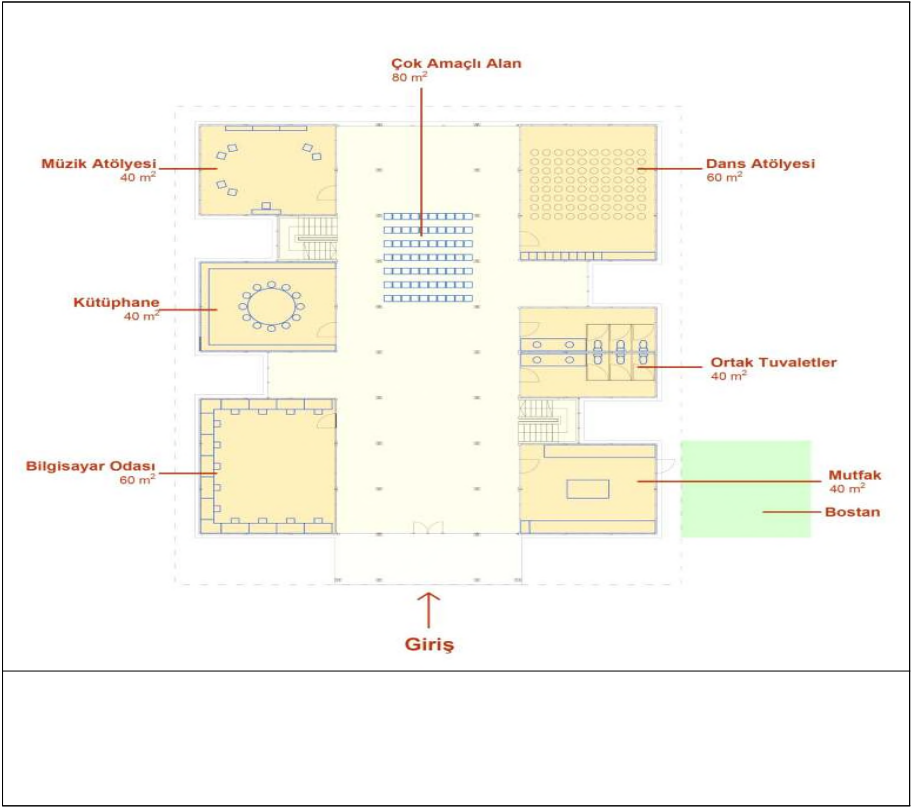 Çok Amaçlı Alan
80 m²
Müzik Atölyesi
40 m²
Dans Atölyesi
60 m²
Kütüphane
40 m²
Ortak Tuvaletler
40 m²
Bilgisayar Odası
60 m²
Mutfak
40 m²
Bostan
Giriş